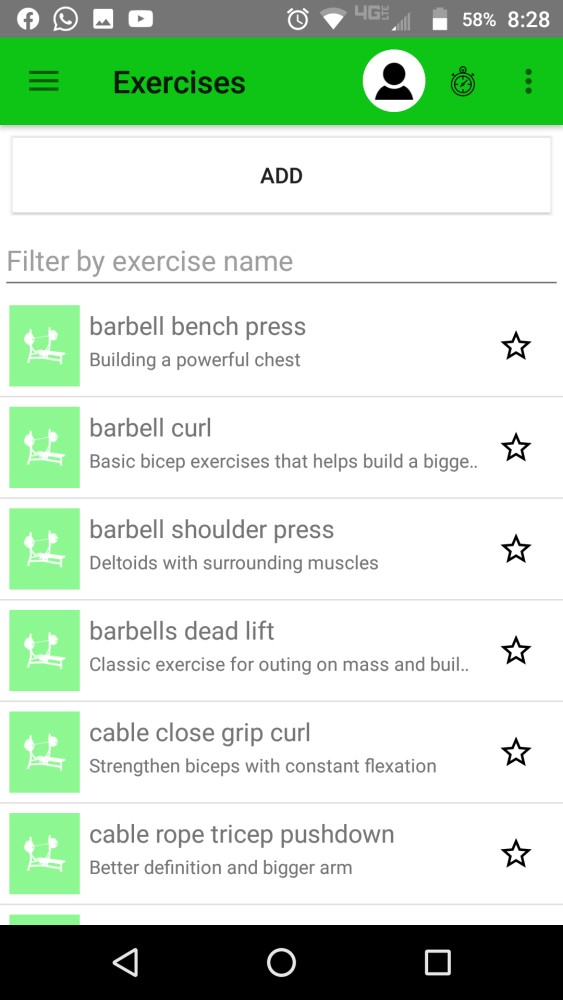 4G LTE 58% 8:28
Exercises
ADD
Filter by exercise name
barbell bench press
Building a powerful chest
barbell curl
Basic bicep exercises that helps build a bigge..
barbell shoulder press
Deltoids with surrounding muscles
barbells dead lift
Classic exercise for outing on mass and buil..
cable close grip curl
Strengthen biceps with constant flexation
cable rope tricep pushdown
Better definition and bigger arm